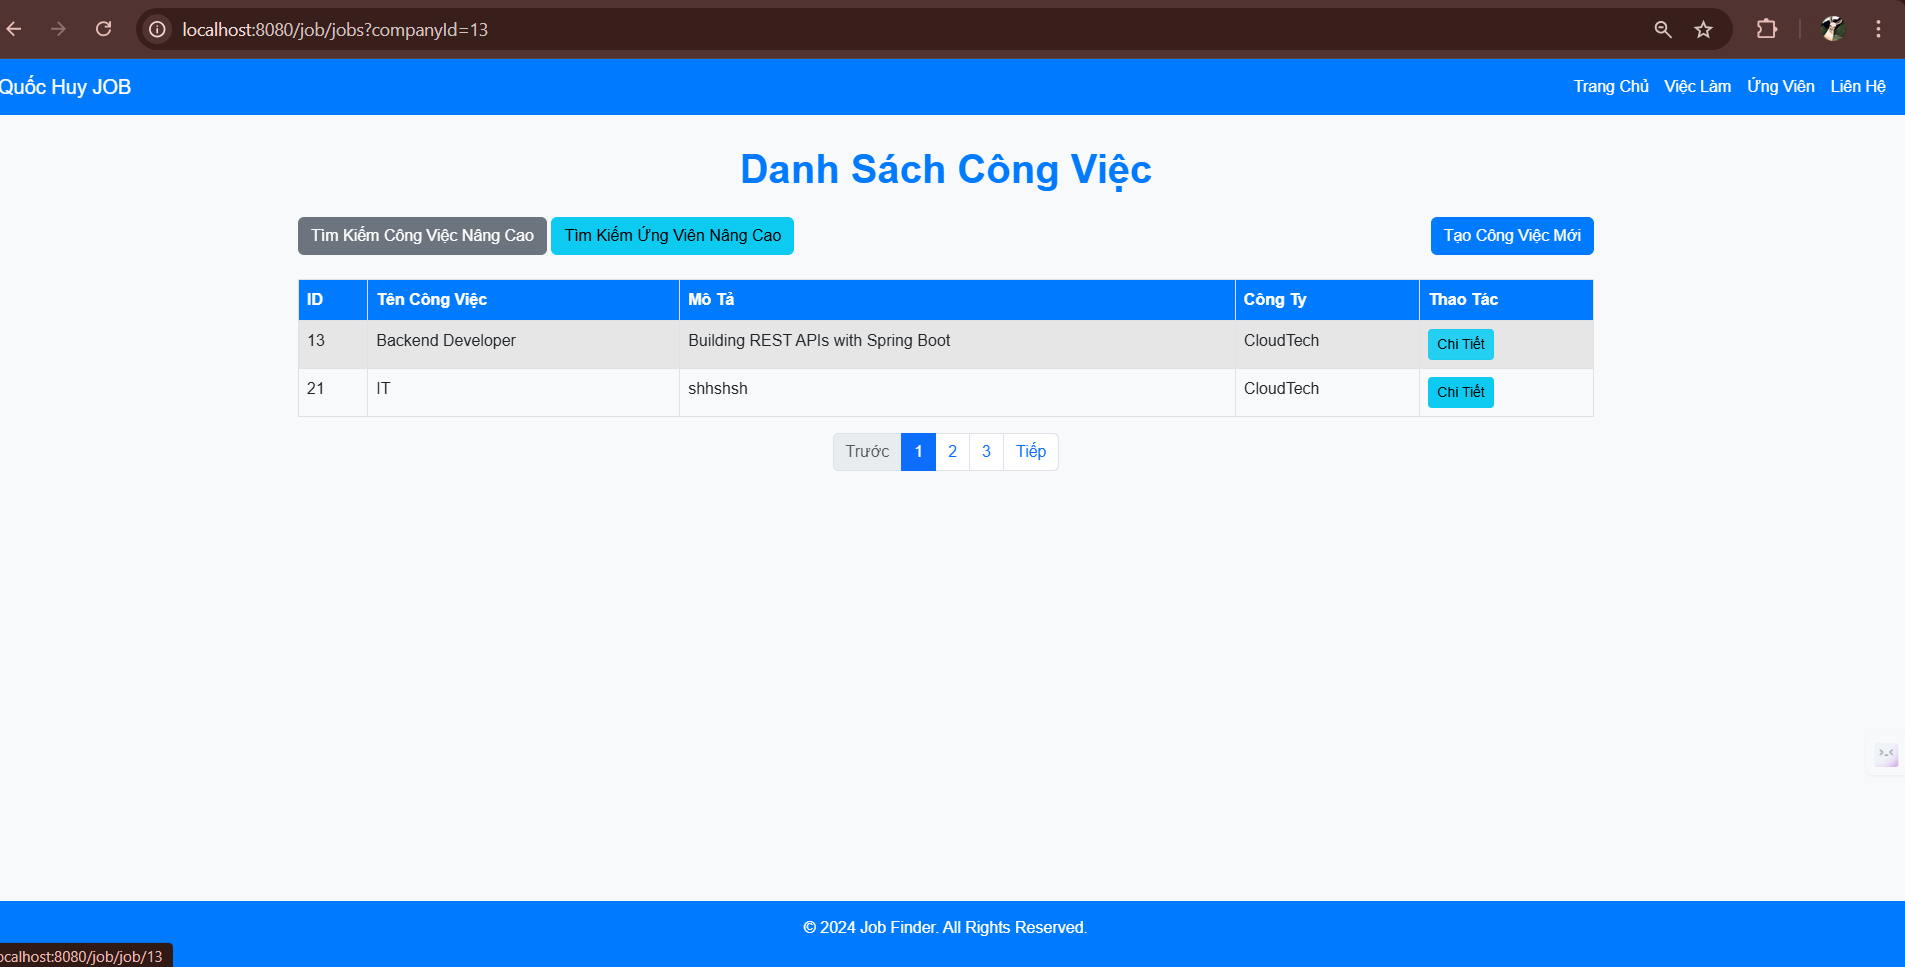 localhost:8080/job/jobs?companyId=13
Quốc Huy JOB
Trang Chủ Việc Làm Ứng Viên Liên Hệ
Danh Sách Công Việc
Tìm Kiếm Công Việc Nâng Cao Tìm Kiếm Ứng Viên Nâng Cao Tạo Công Việc Mới
ID Tên Công Việc Mô Tả Công Ty Thao Tác
13 Backend Developer Building REST APIs with Spring Boot CloudTech Chi Tiết
21 IT shhshsh CloudTech Chi Tiết
Trước 1 2 3 Tiếp
© 2024 Job Finder. All Rights Reserved.
ocalhost:8080/job/job/13